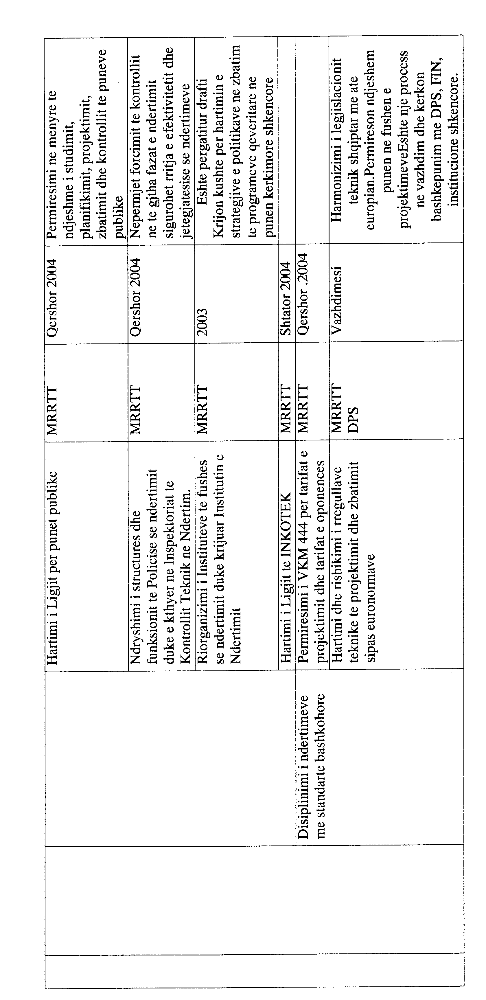 Hartimi i Ligjit per punet publike
MRRTT
Qershor 2004
Permiresimi ne menyre te
ndjeshme i studimit,
planifikimit, projektimit,
zbatimit dhe kontrollit te puneve
publike
Ndryshimi i structures dhe
funksionit te Policise se ndertimit
duke e kthyer ne Inspektoriat te
Kontrollit Teknik ne Ndertim.
MRRTT
Qershor 2004
Nepermjet forcimit te kontrollit
ne te gjtha fazat e ndertimit
sigurohet rritja e efektivitetit dhe
jetegjatesise se ndertimeve
Riorganizimi i Instituteve te fushes
se ndertimit duke krijuar Institutin e
Ndertimit
MRRTT
2003
Eshte pergatitur drafti
Krijon kushte per hartimin e
strategjive e politikave ne zbatim
te programeve qeveritare ne
punen kerkimore shkencore
Hartimi i Ligjit te INKOTEK
MRRTT
Shtator 2004
Disiplinimi i ndertimeve
me standarte bashkohore
Permiresimi i VKM 444 per tarifat e
projektimit dhe tarifat e oponences
MRRTT
Qershor .2004
Hartimi dhe rishikimi i rregullave
teknike te projektimit dhe zbatimit
sipas euronormave
MRRTT
DPS
Vazhdimesi
Harmonizimi i legjislacionit
teknik shqiptar me ate
europian.Permireson ndjeshem
punen ne fushen e
projektimeveEshte nje process
ne vazhdim dhe kerkon
bashkepunim me DPS, FIN,
institucione shkencore.